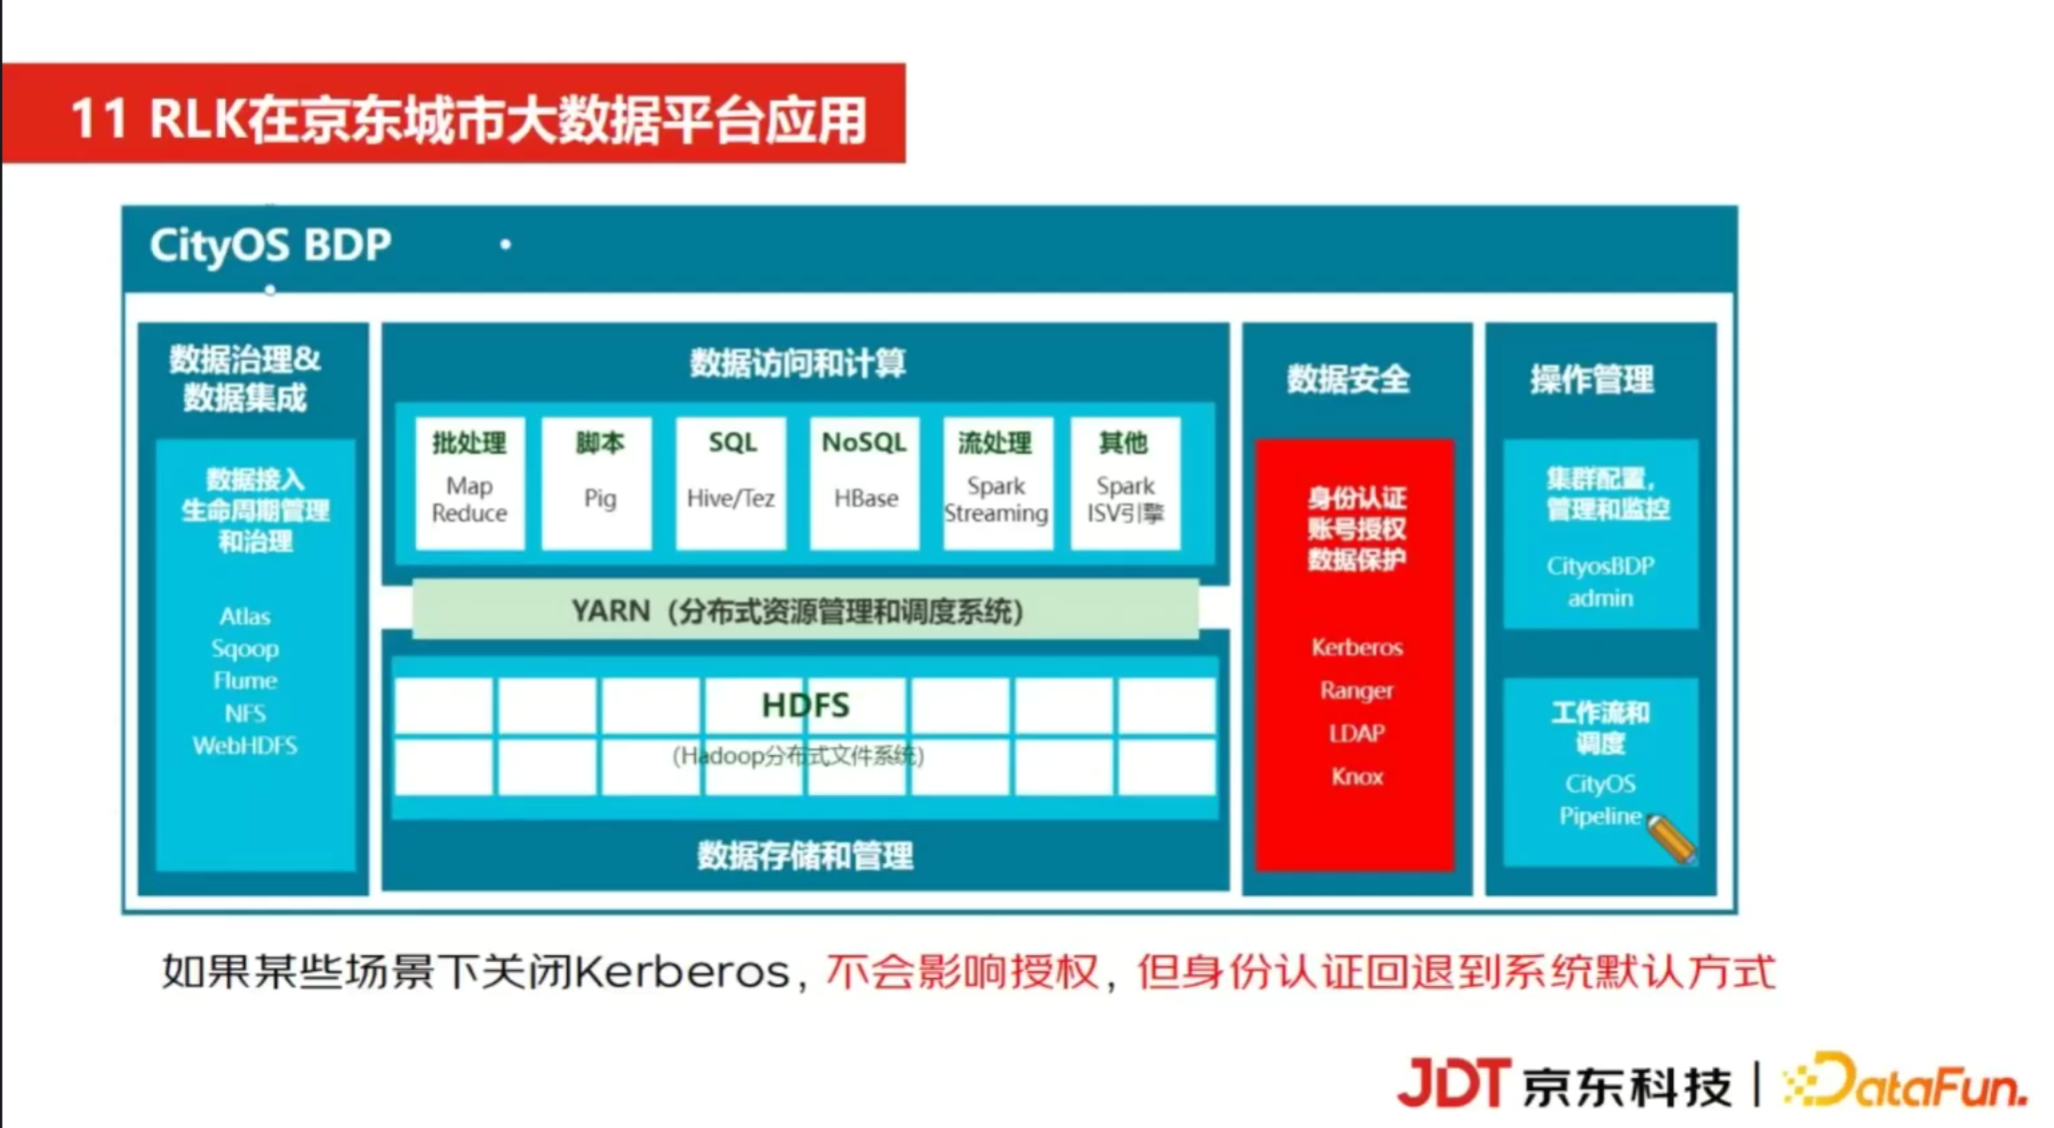 11 RLK在京东城市大数据平台应用
CityOS BDP
数据治理&
数据集成
数据接入
生命周期管理
和治理
Atlas
Sqoop
Flume
NFS
WebHDFS
数据访问和计算
批处理
Map
Reduce
脚本
Pig
SQL
Hive/Tez
NoSQL
HBase
流处理
Spark
Streaming
其他
Spark
ISV引擎
YARN（分布式资源管理和调度系统）
HDFS
(Hadoop分布式文件系统)
数据存储和管理
数据安全
身份认证
账号授权
数据保护
Kerberos
Ranger
LDAP
Knox
操作管理
集群配置，
管理和监控
CityosBDP
admin
工作流和
调度
CityOS
Pipeline
如果某些场景下关闭Kerberos，不会影响授权，但身份认证回退到系统默认方式
JDT 京东科技 | DataFun.